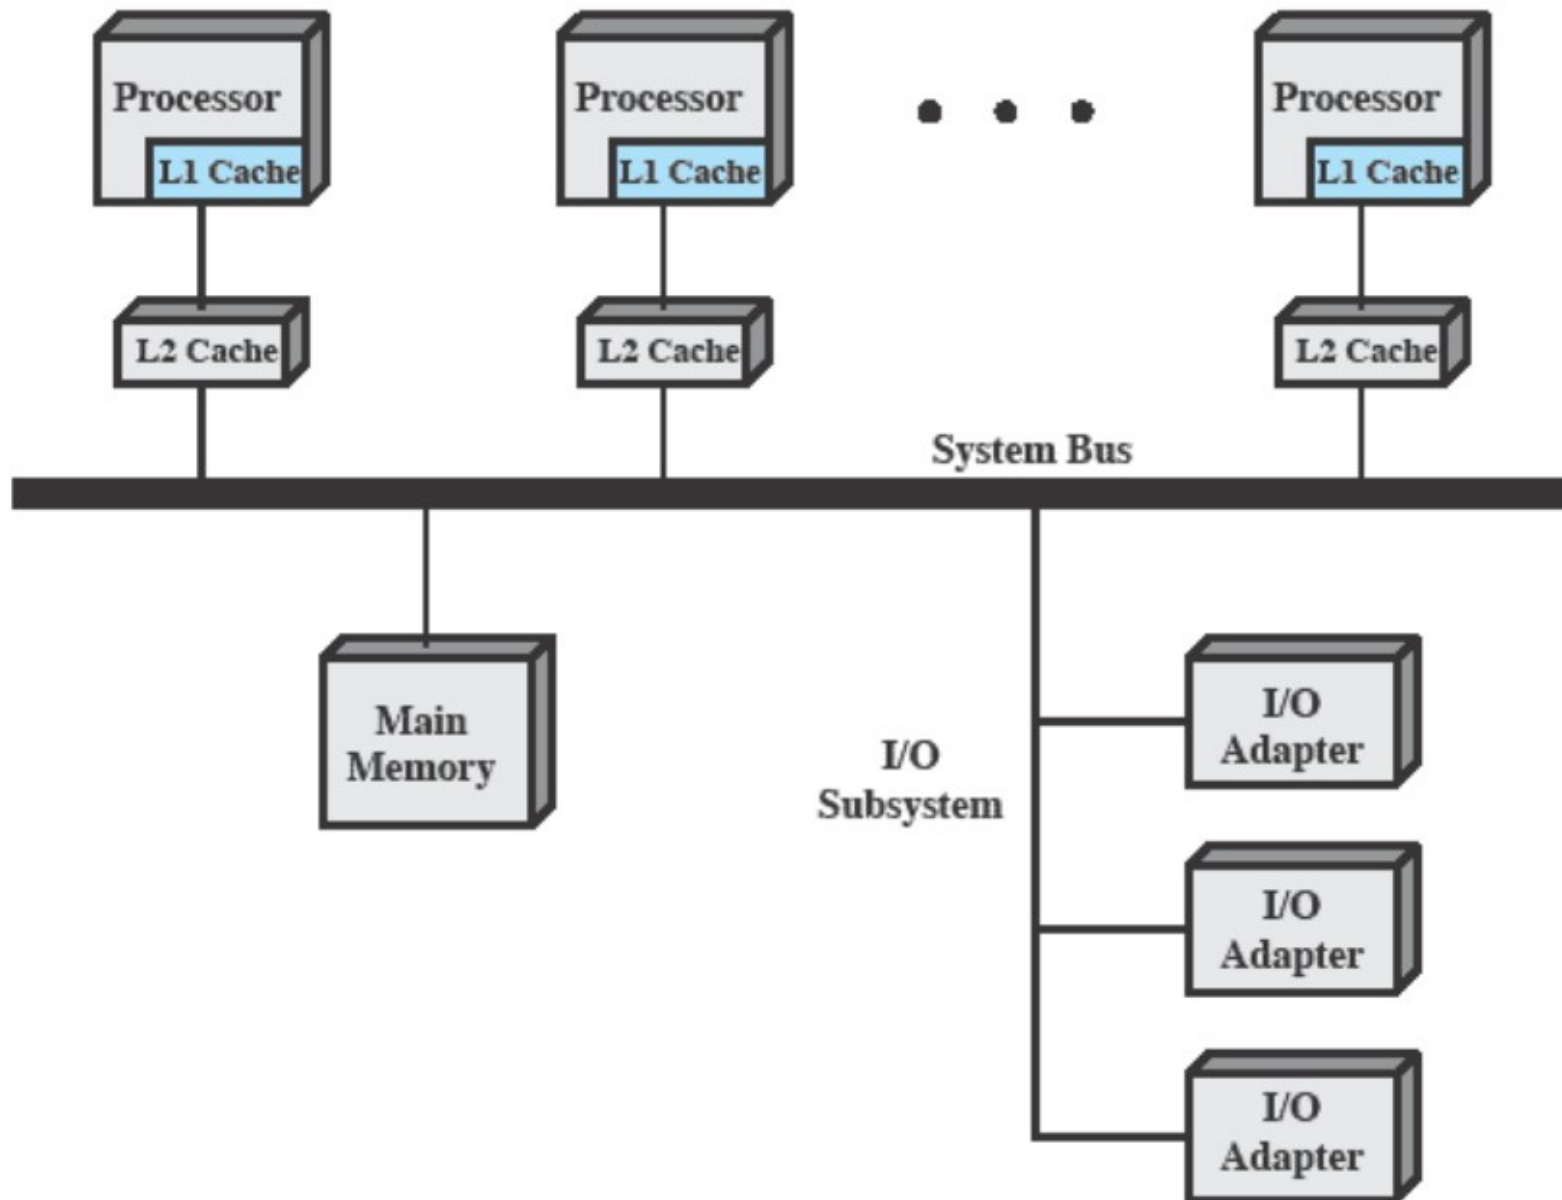 Processor
L1 Cache
Processor
L1 Cache
Processor
L1 Cache
L2 Cache
L2 Cache
L2 Cache
System Bus
Main
Memory
I/O
Subsystem
I/O
Adapter
I/O
Adapter
I/O
Adapter